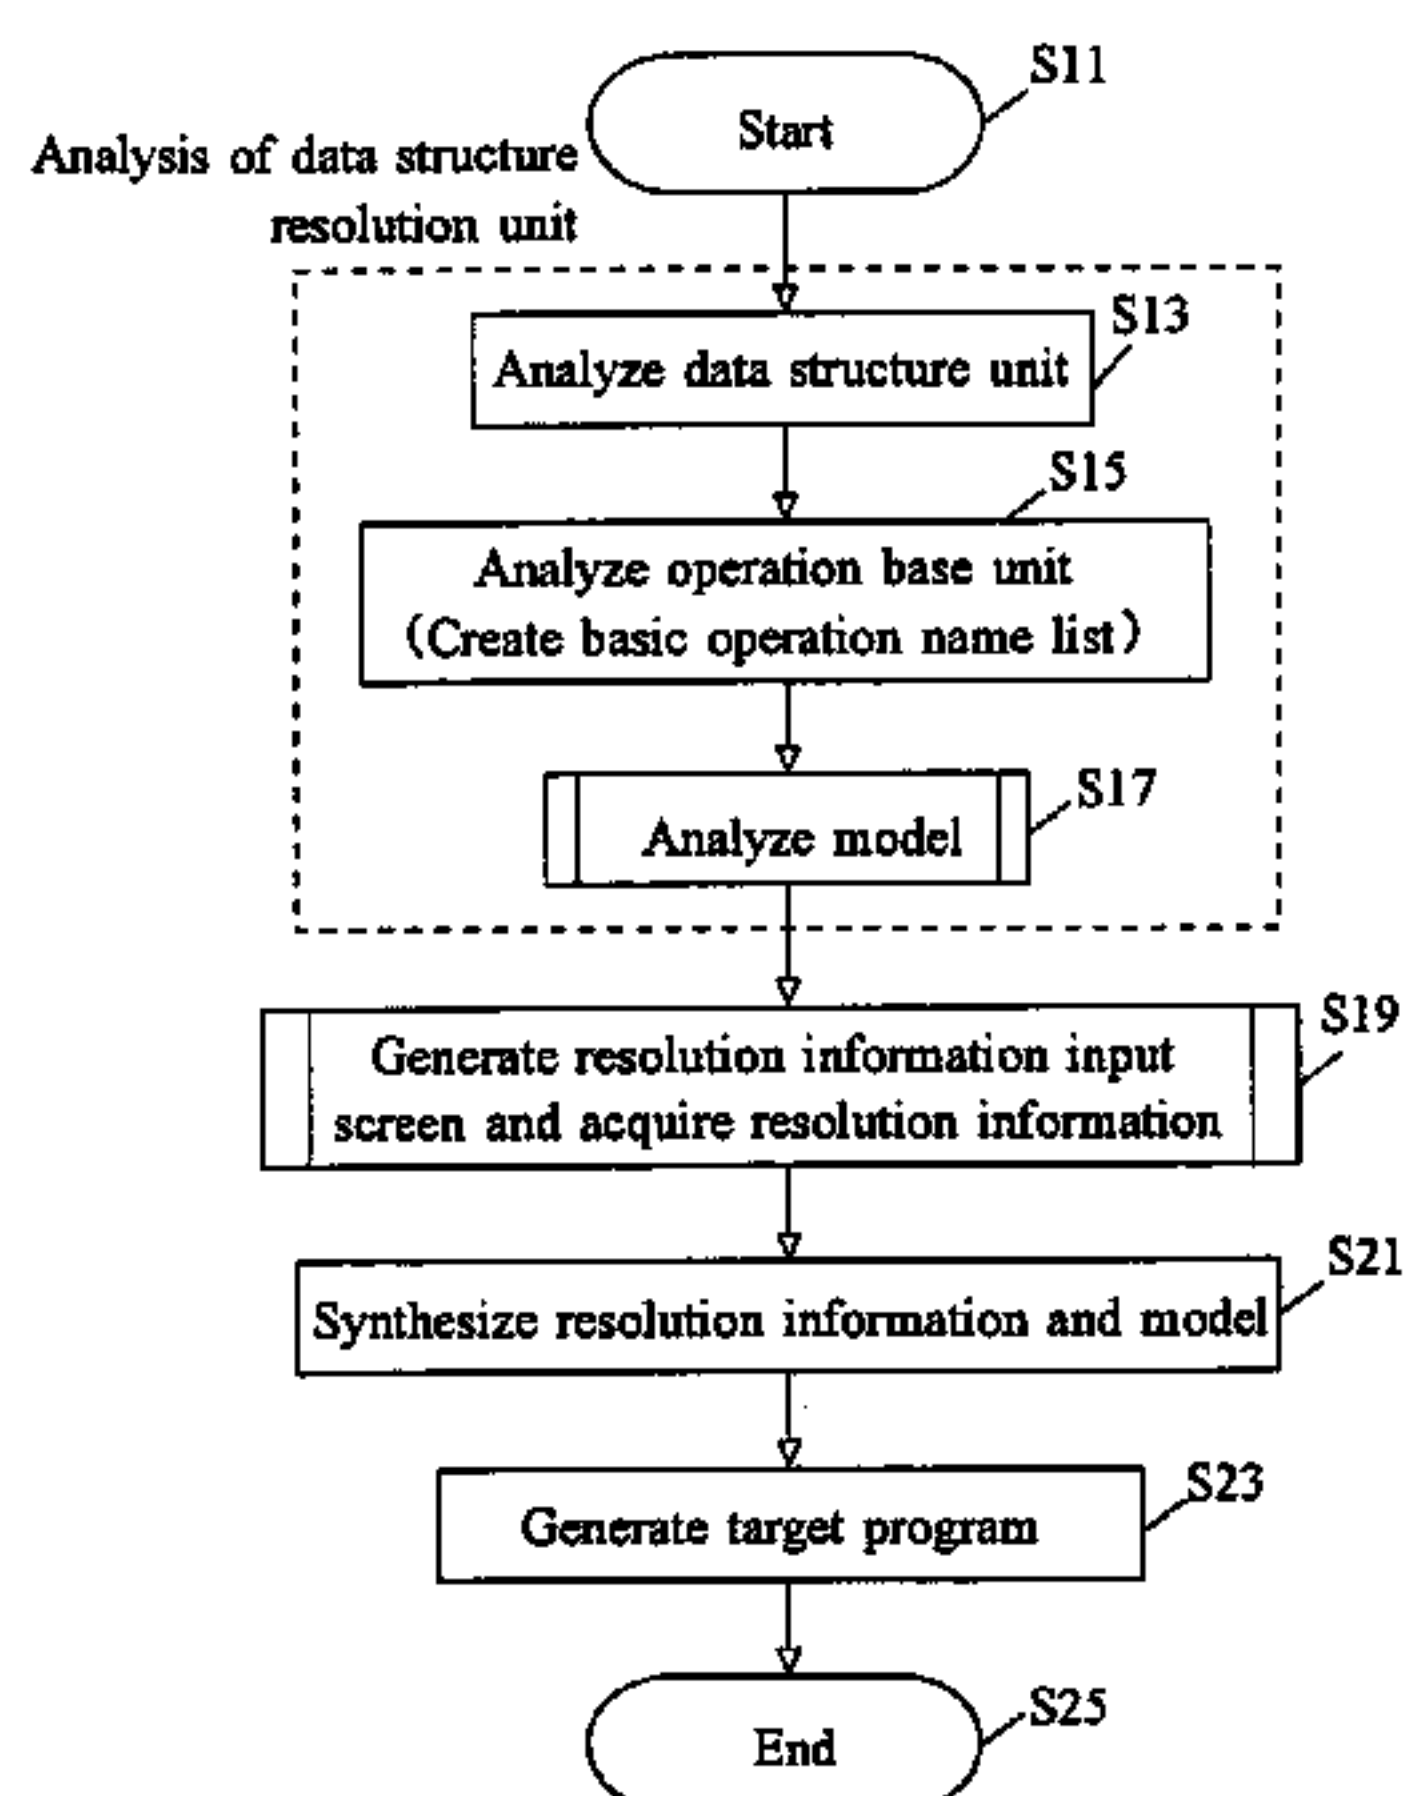 S11
Start
Analysis of data structure
resolution unit
S13
Analyze data structure unit
S15
Analyze operation base unit
(Create basic operation name list)
S17
Analyze model
S19
Generate resolution information input
screen and acquire resolution information
S21
Synthesize resolution information and model
S23
Generate target program
S25
End